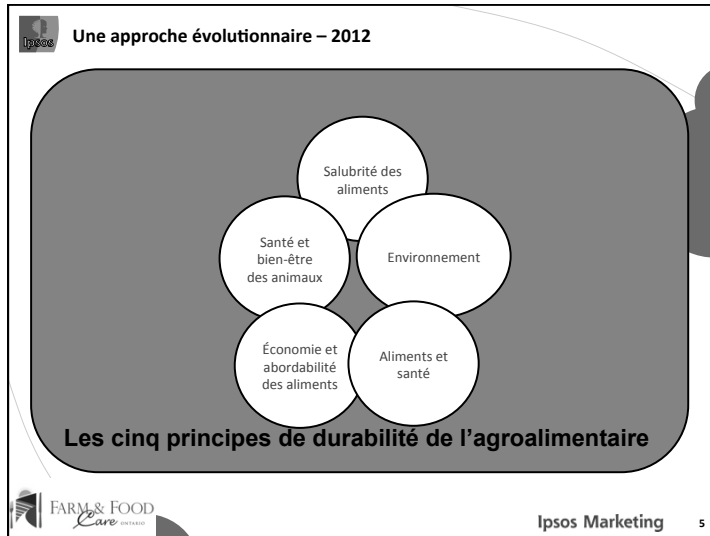 Ipsos
Une approche évolutionnaire – 2012
Salubrité des
aliments
Santé et
bien-être
des animaux
Environnement
Économie et
abordabilité
des aliments
Aliments et
santé
Les cinq principes de durabilité de l’agroalimentaire
FARM & FOOD
Care ONTARIO
Ipsos Marketing
5